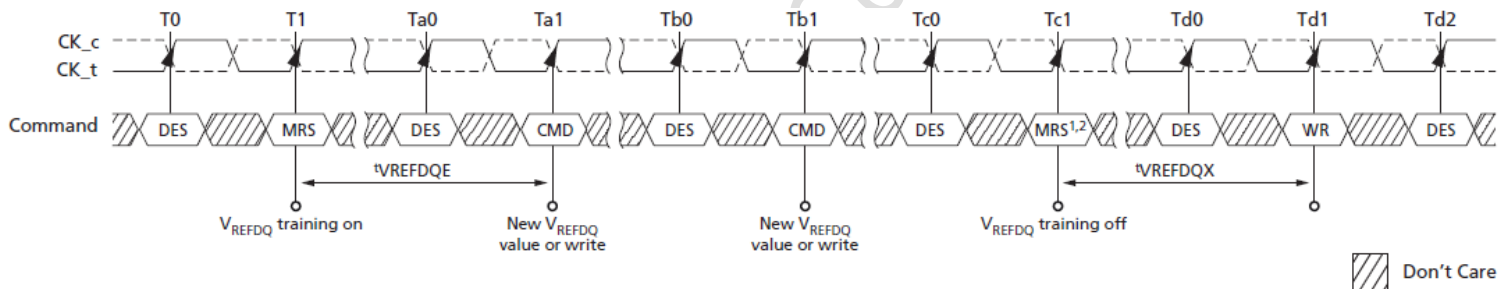 T0 T1 Ta0 Ta1 Tb0 Tb1 Tc0 Tc1 Td0 Td1 Td2
CK_c
CK_t
Command DES MRS DES CMD DES CMD DES MRS1,2 DES WR DES
tVREFDQE tVREFDQX
VREFDQ training on New VREFDQ New VREFDQ VREFDQ training off
value or write value or write
Don't Care